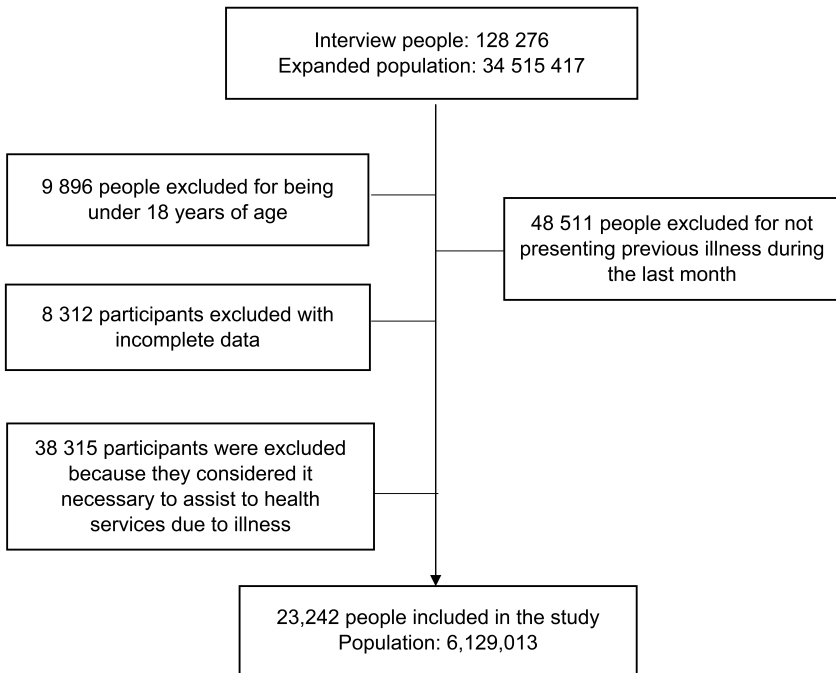 Interview people: 128 276
Expanded population: 34 515 417
9 896 people excluded for being
under 18 years of age
48 511 people excluded for not
presenting previous illness during
the last month
8 312 participants excluded with
incomplete data
38 315 participants were excluded
because they considered it
necessary to assist to health
services due to illness
23,242 people included in the study
Population: 6,129,013